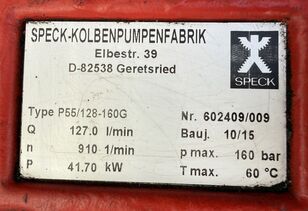 SPECK-KOLBENPUMPENFABRIK
Elbestr. 39
D-82538 Geretsried
SPECK
Type P55/128-160G Nr. 602409/009
Q 127.0 l/min Bauj. 10/15
n 910 l/min p max. 160 bar
P 41.70 kW T max. 60 °C